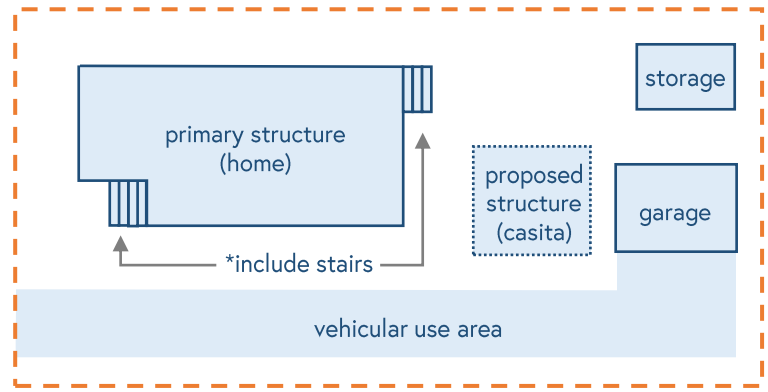 storage
primary structure
(home)
proposed
structure
(casita)
garage
*include stairs
vehicular use area